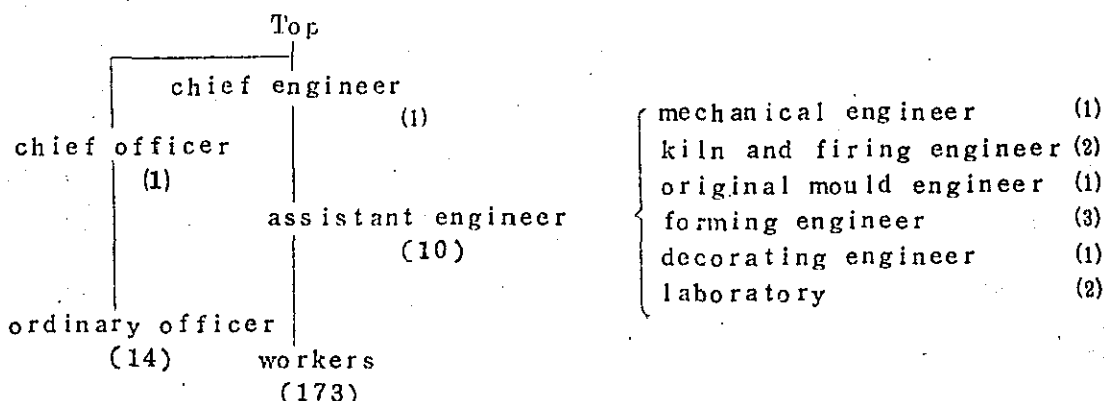 Top
chief engineer
(1)
chief officer
(1)
assistant engineer
(10)
ordinary officer
(14)
workers
(173)
mechanical engineer (1)
kiln and firing engineer (2)
original mould engineer (1)
forming engineer (3)
decorating engineer (1)
laboratory (2)